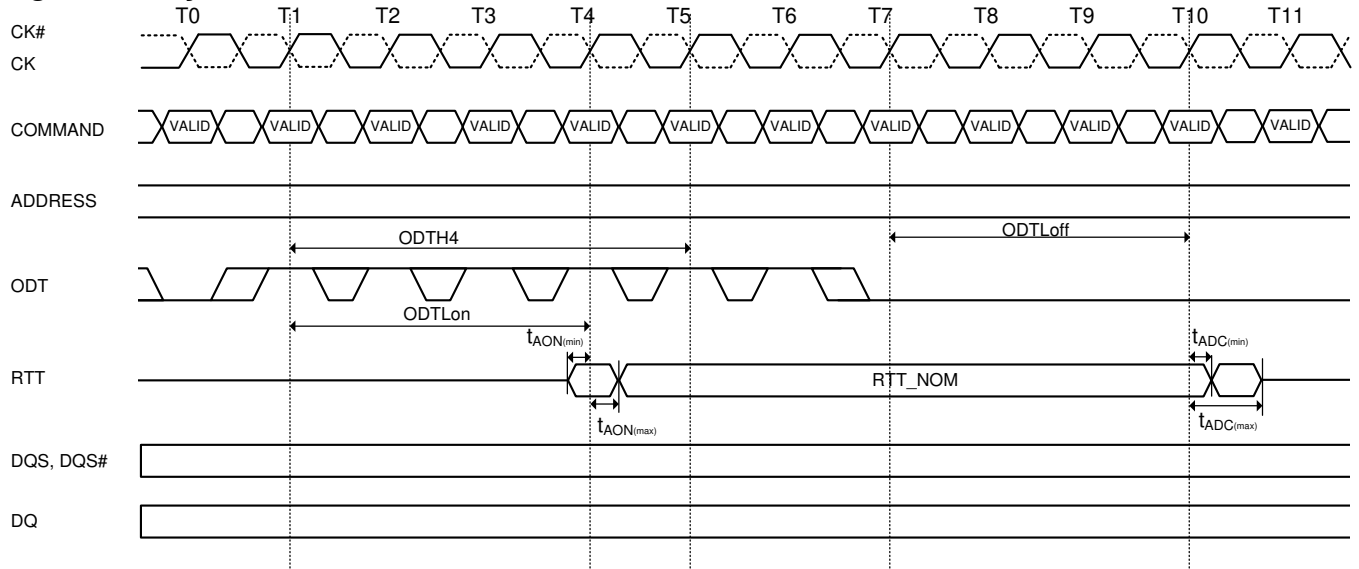 T0 T1 T2 T3 T4 T5 T6 T7 T8 T9 T10 T11
CK#
CK
COMMAND VALID VALID VALID VALID VALID VALID VALID VALID VALID VALID VALID VALID
ADDRESS
ODTH4 ODTLoff
ODT
ODTLon
tAON(min) tADC(min)
RTT RTT_NOM
tAON(max) tADC(max)
DQS, DQS#
DQ